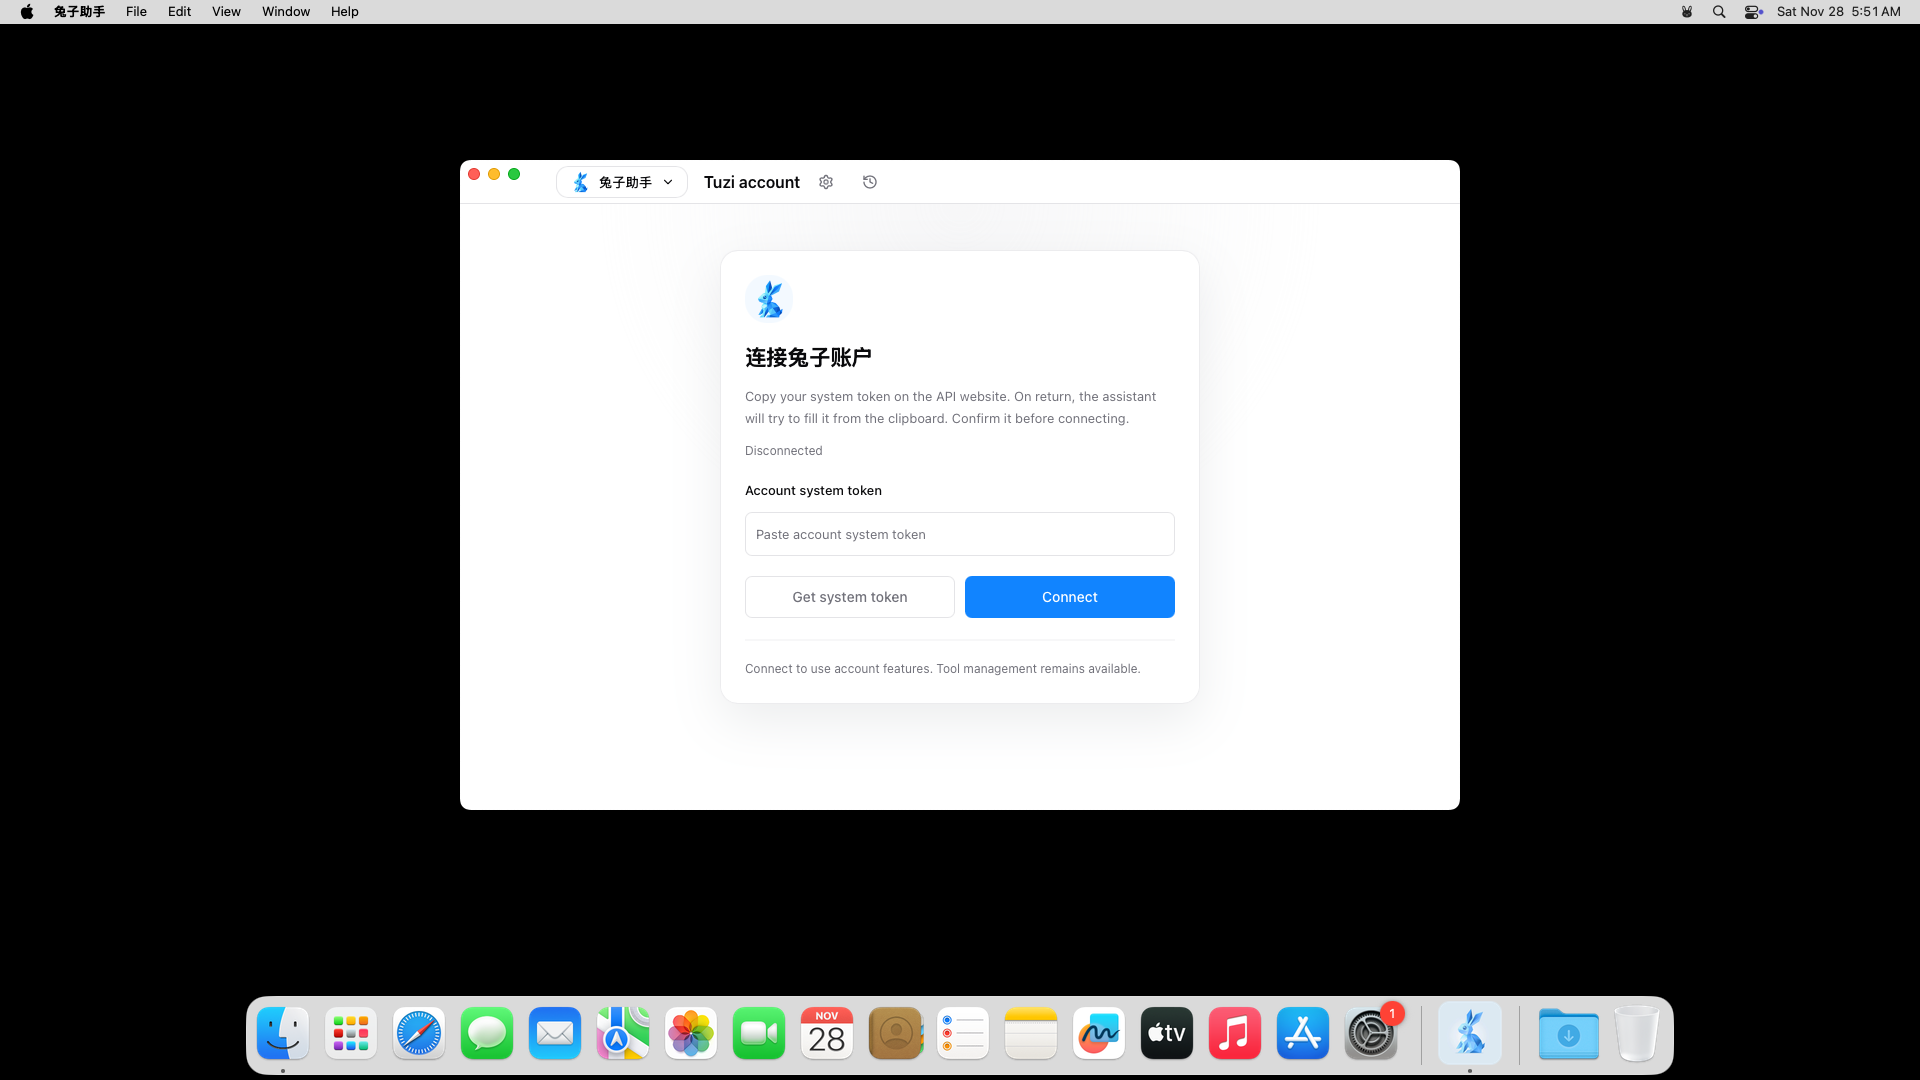 兔子助手 File Edit View Window Help
Sat Nov 28 5:51 AM
兔子助手
Tuzi account
连接兔子账户
Copy your system token on the API website. On return, the assistant
will try to fill it from the clipboard. Confirm it before connecting.
Disconnected
Account system token
Paste account system token
Get system token
Connect
Connect to use account features. Tool management remains available.
NOV
28
tv
1